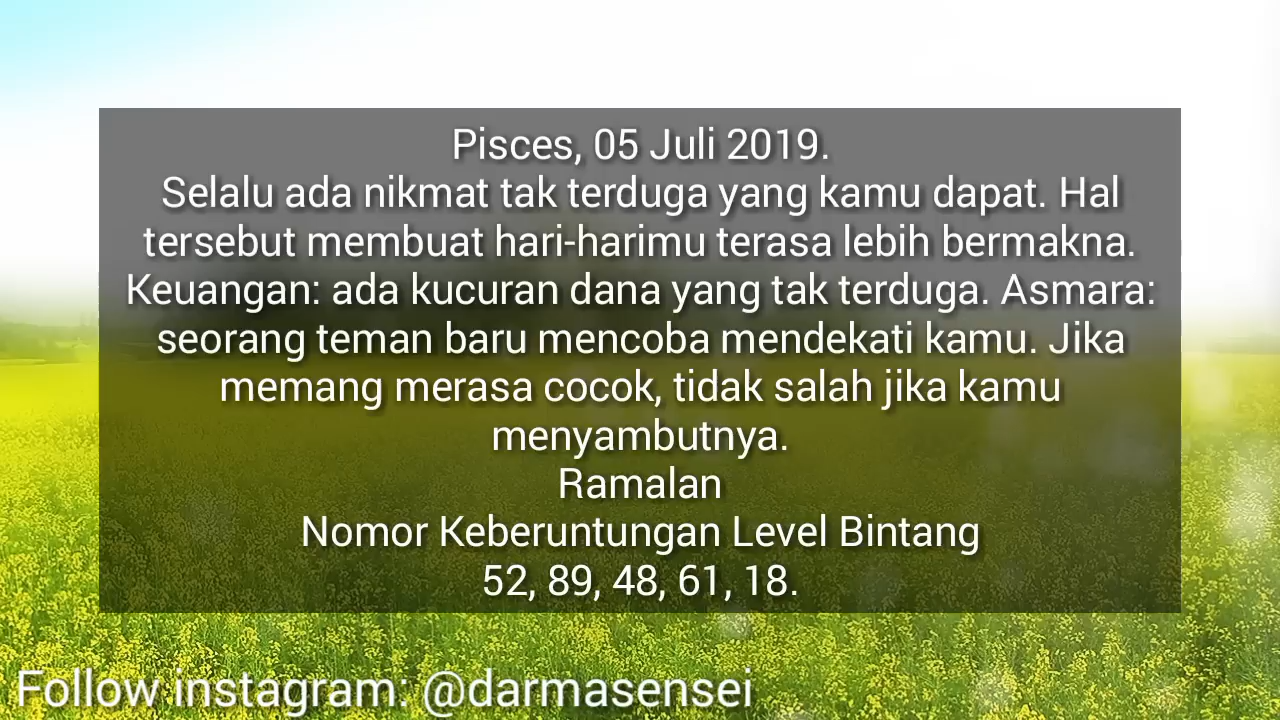 Pisces, 05 Juli 2019.
Selalu ada nikmat tak terduga yang kamu dapat. Hal
tersebut membuat hari-harimu terasa lebih bermakna.
Keuangan: ada kucuran dana yang tak terduga. Asmara:
seorang teman baru mencoba mendekati kamu. Jika
memang merasa cocok, tidak salah jika kamu
menyambutnya.
Ramalan
Nomor Keberuntungan Level Bintang
52, 89, 48, 61, 18.
Follow instagram: @darmasensei